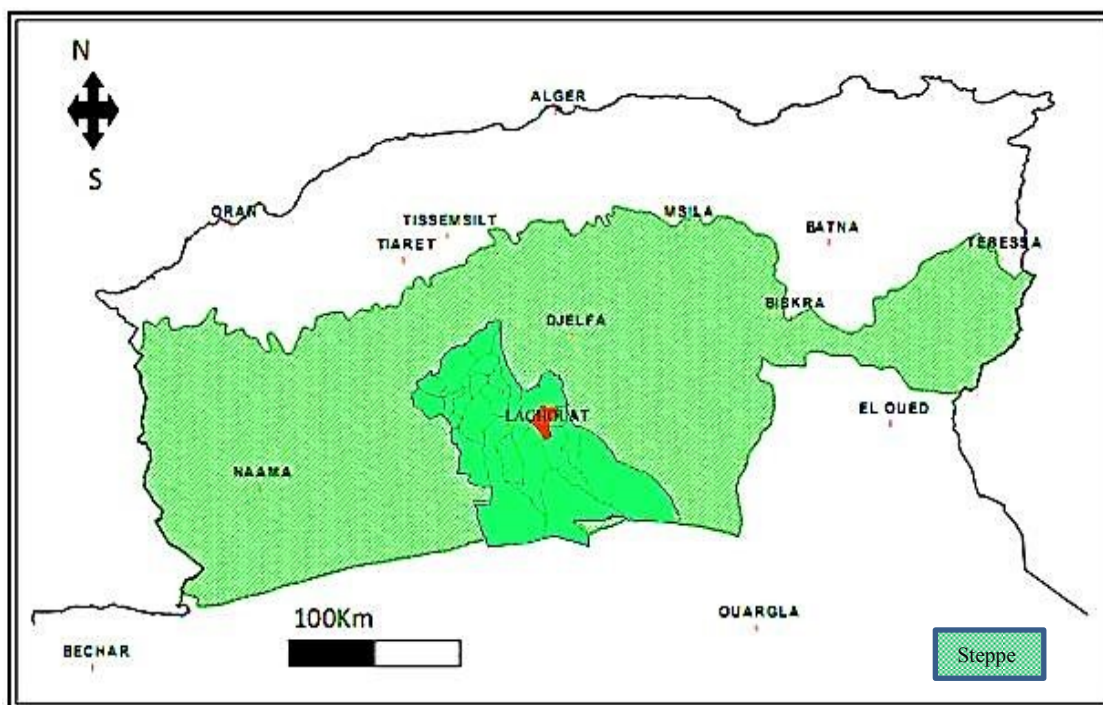 N
S
ALGER
ORAN
TISSEMSILT
MSILA
TIARET
BATNA
TEBESSA
BISKRA
DJELFA
LAGHOUAT
EL OUED
NAAMA
100Km
OUARGLA
BECHAR
Steppe